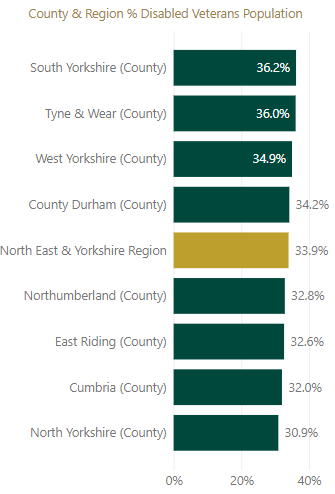 County & Region % Disabled Veterans Population
South Yorkshire (County) 36.2%
Tyne & Wear (County) 36.0%
West Yorkshire (County) 34.9%
County Durham (County) 34.2%
North East & Yorkshire Region 33.9%
Northumberland (County) 32.8%
East Riding (County) 32.6%
Cumbria (County) 32.0%
North Yorkshire (County) 30.9%
0% 20% 40%